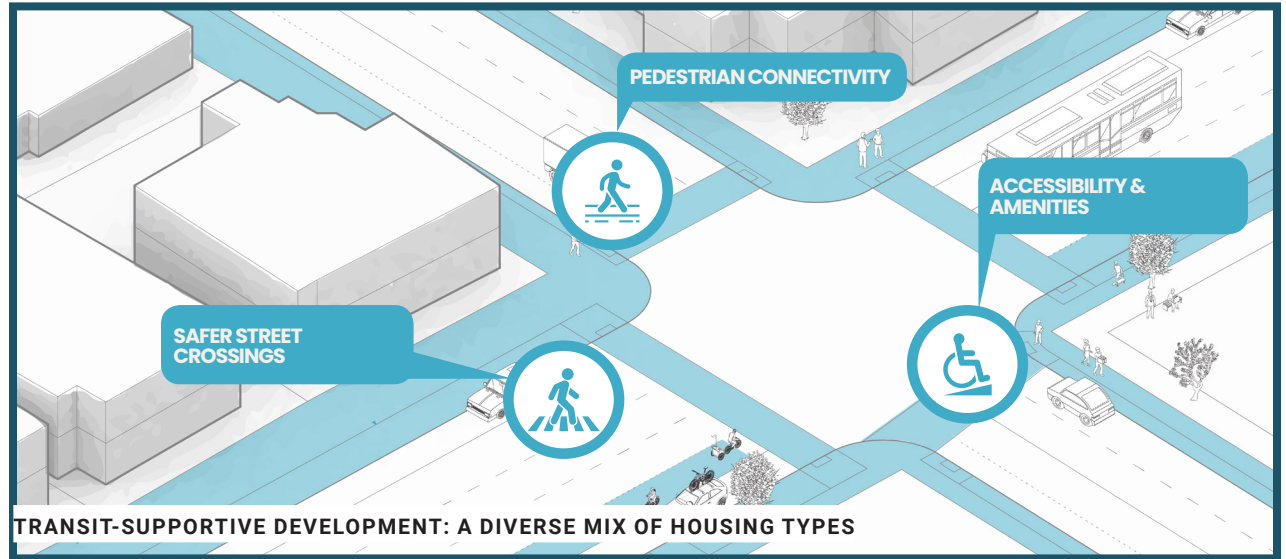 PEDESTRIAN CONNECTIVITY
ACCESSIBILITY &
AMENITIES
SAFER STREET
CROSSINGS
TRANSIT-SUPPORTIVE DEVELOPMENT: A DIVERSE MIX OF HOUSING TYPES